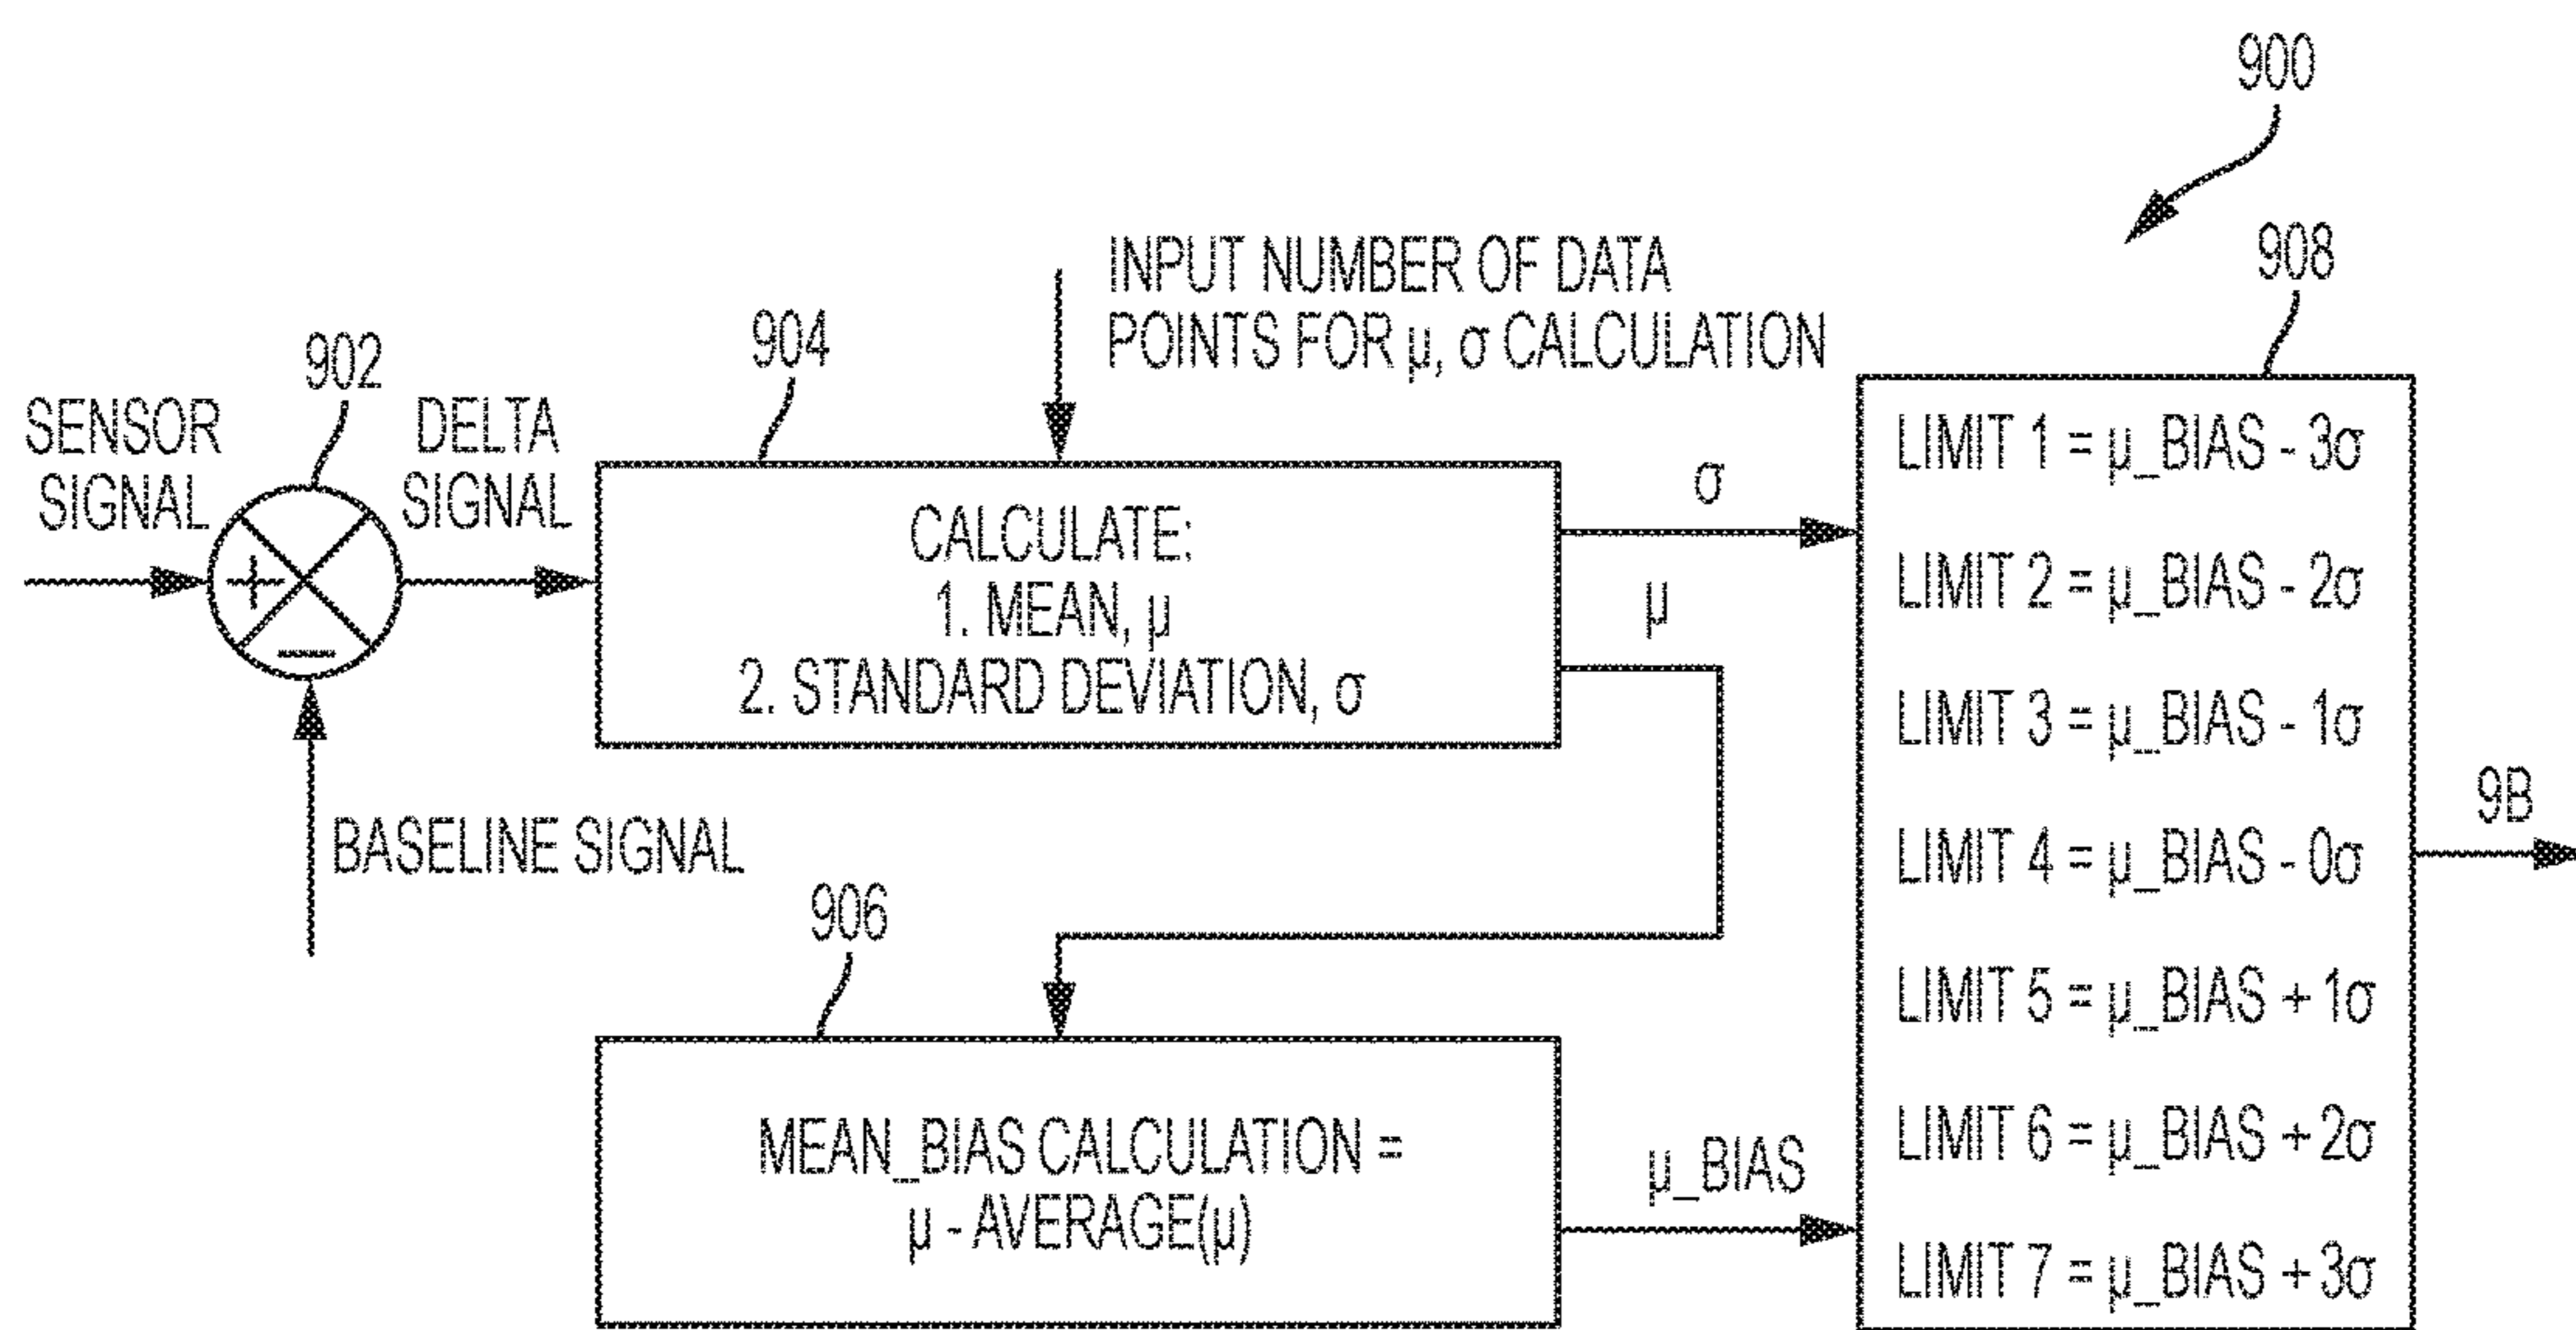 900
908
INPUT NUMBER OF DATA
POINTS FOR μ, σ CALCULATION
904
902
SENSOR
SIGNAL
DELTA
SIGNAL
+
—
BASELINE SIGNAL
CALCULATE:
1. MEAN, μ
2. STANDARD DEVIATION, σ
σ
μ
906
MEAN_BIAS CALCULATION =
μ - AVERAGE(μ)
μ_BIAS
LIMIT 1 = μ_BIAS - 3σ
LIMIT 2 = μ_BIAS - 2σ
LIMIT 3 = μ_BIAS - 1σ
LIMIT 4 = μ_BIAS - 0σ
LIMIT 5 = μ_BIAS + 1σ
LIMIT 6 = μ_BIAS + 2σ
LIMIT 7 = μ_BIAS + 3σ
9B